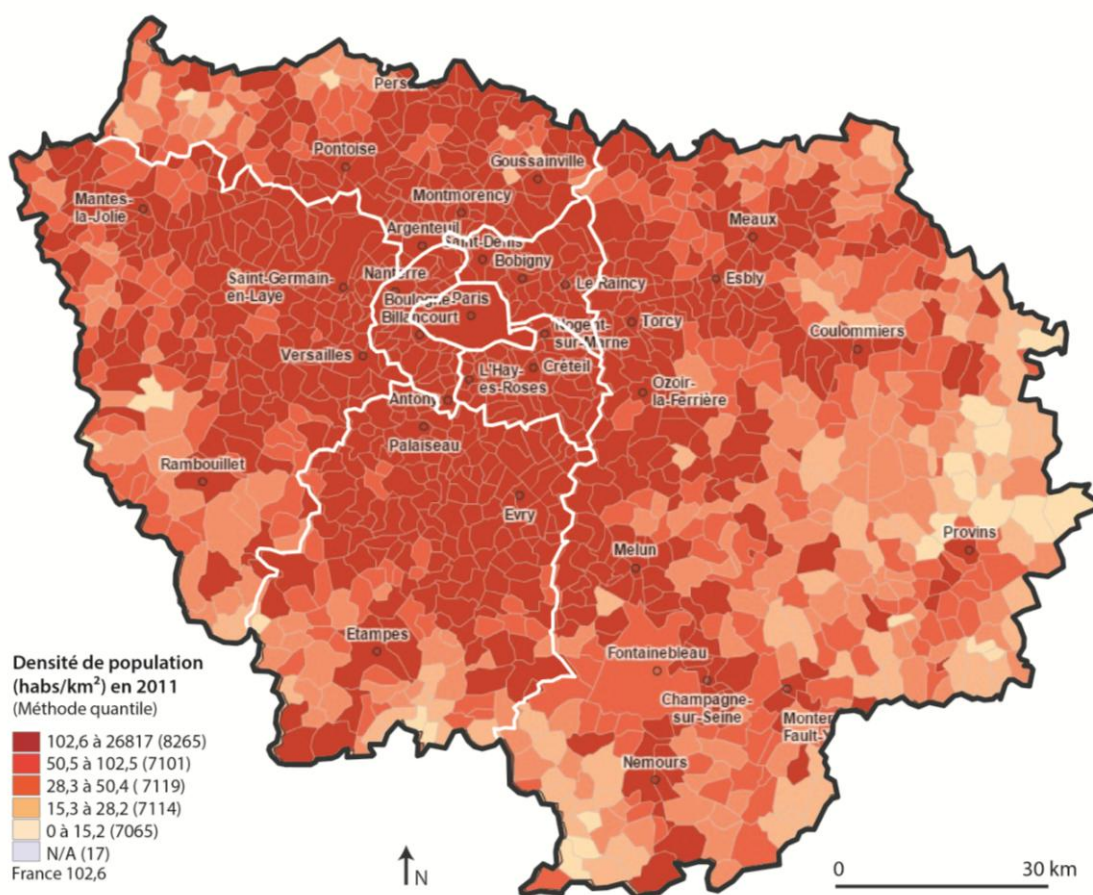 Persan
Pontoise
Goussainville
Mantes-
la-Jolie
Montmorency
Meaux
Argenteuil
Saint-Denis
Bobigny
Saint-Germain-
en-Laye
Nanterre
Le Raincy
Esbly
Boulogne-
Billancourt
Paris
Torcy
Nogent-
sur-Marne
Coulommiers
Versailles
L'Hay-
es-Roses
Créteil
Ozoir-
la-Ferrière
Antony
Palaiseau
Rambouillet
Evry
Provins
Melun
Etampes
Fontainebleau
Champagne-
sur-Seine
Monter
Fault-Y
Nemours
Densité de population
(habs/km²) en 2011
(Méthode quantile)
102,6 à 26817 (8265)
50,5 à 102,5 (7101)
28,3 à 50,4 ( 7119)
15,3 à 28,2 (7114)
0 à 15,2 (7065)
N/A (17)
France 102,6
N
0 30 km